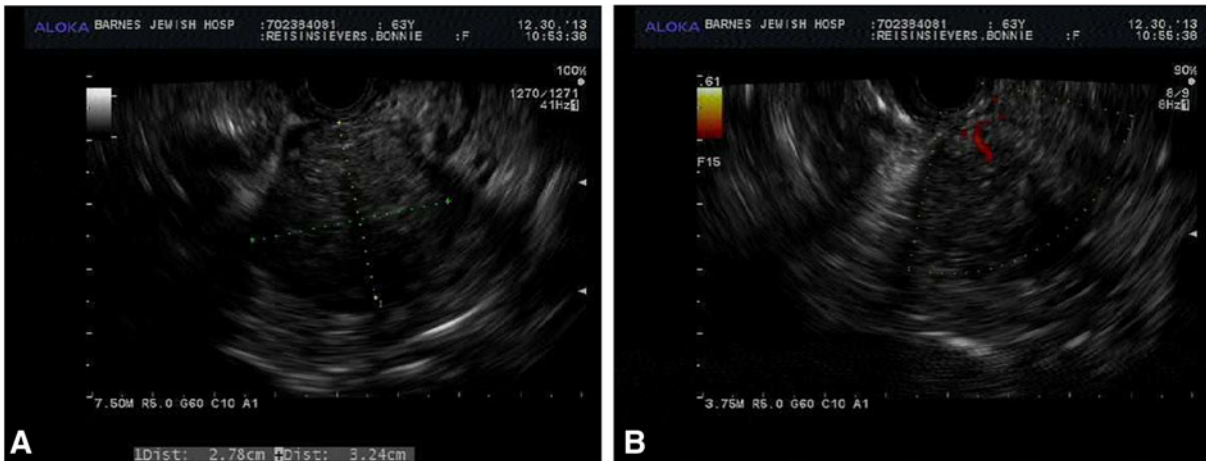 ALOKA BARNES JEWISH HOSP :702384081 : 63Y 12.30.'13
:REISINSIEVERS.BONNIE :F 10:53:38
100%
1270/1271
41Hz1
7.50M R5.0 G60 C10 A1
A
1Dist: 2.78cm Dist: 3.24cm
ALOKA BARNES JEWISH HOSP :702384081 : 63Y 12.30.'13
:REISINSIEVERS.BONNIE :F 10:55:38
.61
90%
8/9
8Hz1
F15
3.75M R5.0 G60 C10 A1
B